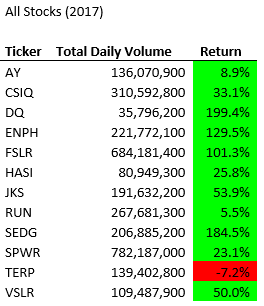 All Stocks (2017)
Ticker Total Daily Volume Return
AY 136,070,900 8.9%
CSIQ 310,592,800 33.1%
DQ 35,796,200 199.4%
ENPH 221,772,100 129.5%
FSLR 684,181,400 101.3%
HASI 80,949,300 25.8%
JKS 191,632,200 53.9%
RUN 267,681,300 5.5%
SEDG 206,885,200 184.5%
SPWR 782,187,000 23.1%
TERP 139,402,800 -7.2%
VSLR 109,487,900 50.0%